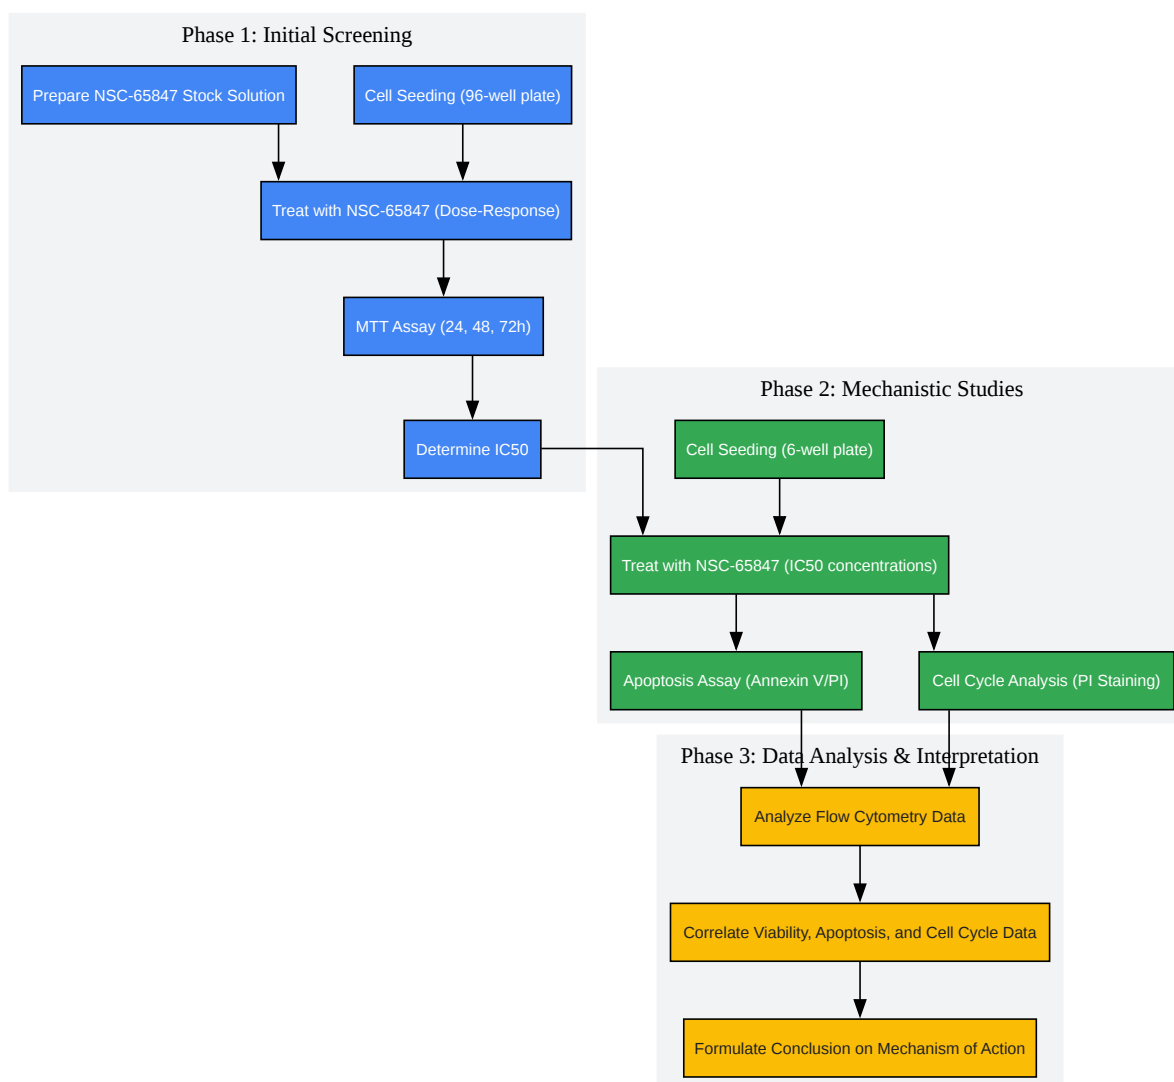 Phase 1: Initial Screening
Prepare NSC-65847 Stock Solution
Cell Seeding (96-well plate)
Treat with NSC-65847 (Dose-Response)
MTT Assay (24, 48, 72h)
Determine IC50
Phase 2: Mechanistic Studies
Cell Seeding (6-well plate)
Treat with NSC-65847 (IC50 concentrations)
Apoptosis Assay (Annexin V/PI)
Cell Cycle Analysis (PI Staining)
Phase 3: Data Analysis & Interpretation
Analyze Flow Cytometry Data
Correlate Viability, Apoptosis, and Cell Cycle Data
Formulate Conclusion on Mechanism of Action